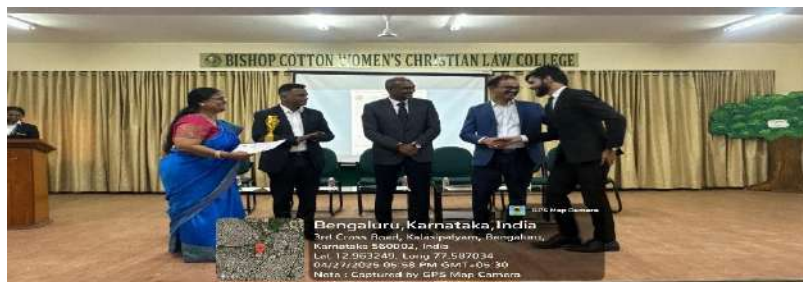 BISHOP COTTON WOMEN'S CHRISTIAN LAW COLLEGE
GPS Map Camera
Bengaluru, Karnataka, India
3rd Cross Road, Kalasipalyam, Bengaluru,
Karnataka 560002, India
Lat 12.963249, Long 77.587034
04/27/2025 05:58 PM GMT+05:30
Note : Captured by GPS Map Camera